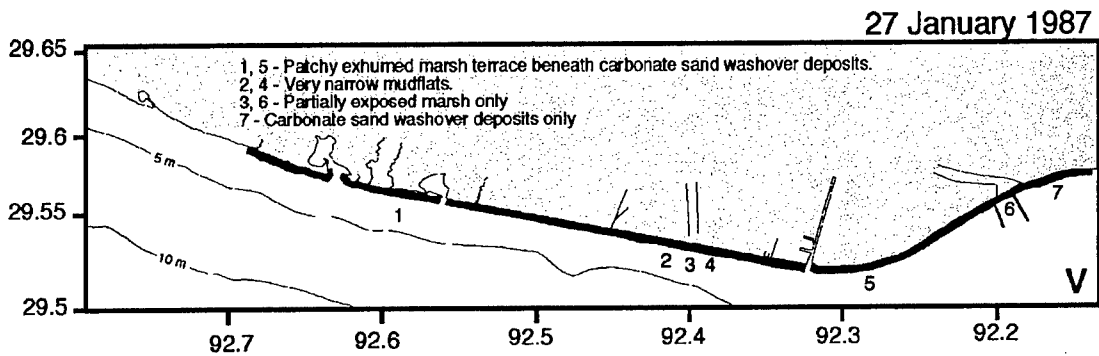 27 January 1987
29.65
1, 5 - Patchy exhumed marsh terrace beneath carbonate sand washover deposits.
2, 4 - Very narrow mudflats.
3, 6 - Partially exposed marsh only
7 - Carbonate sand washover deposits only
29.6
5 m
29.55
1
2 3 4
5
6
7
10 m
V
29.5
92.7 92.6 92.5 92.4 92.3 92.2